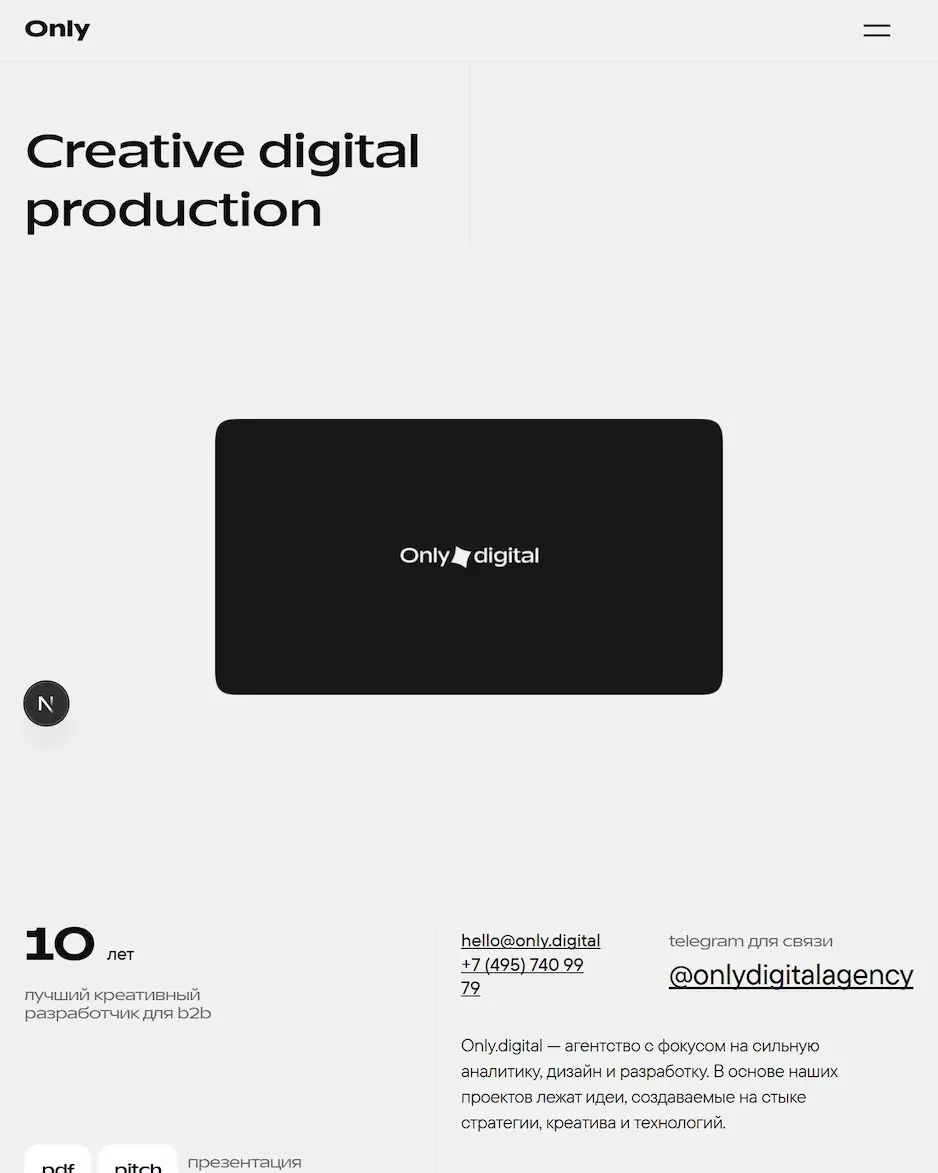 Only
Creative digital
production
Only digital
N
10 лет
лучший креативный
разработчик для b2b
hello@only.digital
+7 (495) 740 99
79
telegram для связи
@onlydigitalagency
Only.digital — агентство с фокусом на сильную
аналитику, дизайн и разработку. В основе наших
проектов лежат идеи, создаваемые на стыке
стратегии, креатива и технологий.
pdf
pitch
презентация